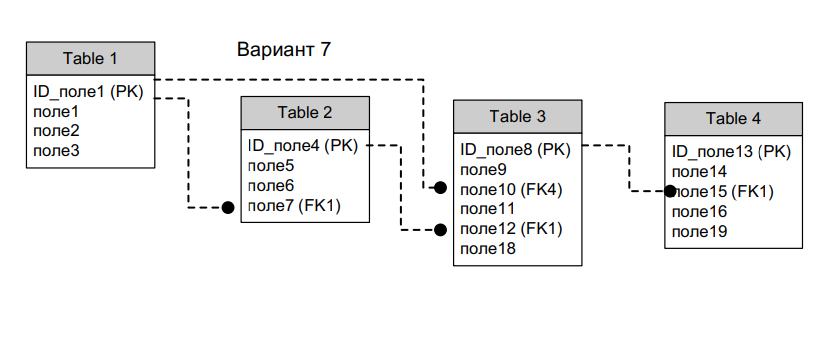 Вариант 7
Table 1
ID_поле1 (PK)
поле1
поле2
поле3
Table 2
ID_поле4 (PK)
поле5
поле6
поле7 (FK1)
Table 3
ID_поле8 (PK)
поле9
поле10 (FK4)
поле11
поле12 (FK1)
поле18
Table 4
ID_поле13 (PK)
поле14
поле15 (FK1)
поле16
поле19